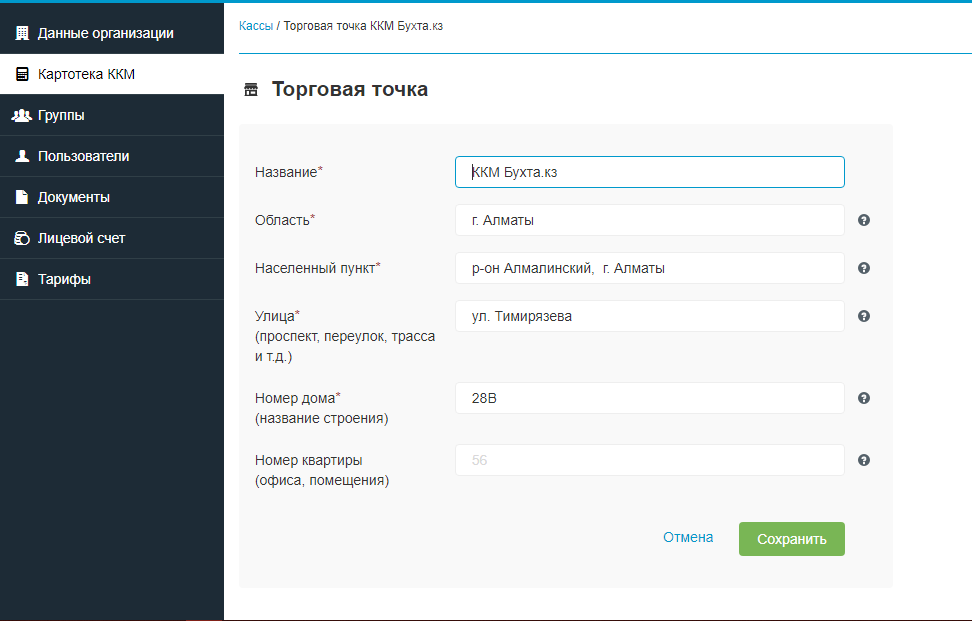 Данные организации
Картотека ККМ
Группы
Пользователи
Документы
Лицевой счет
Тарифы
Кассы / Торговая точка ККМ Бухта.кз
Торговая точка
Название*
ККМ Бухта.кз
Область*
г. Алматы
Населенный пункт*
р-он Алмалинский, г. Алматы
Улица*
(проспект, переулок, трасса
и т.д.)
ул. Тимирязева
Номер дома*
(название строения)
28В
Номер квартиры
(офиса, помещения)
56
Отмена
Сохранить